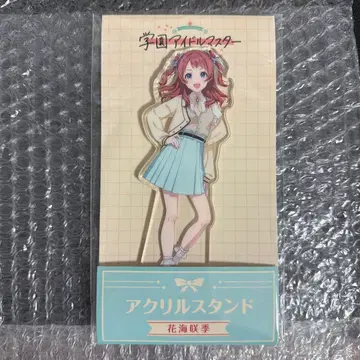 学園アイドルマスター
アクリルスタンド
花海咲季